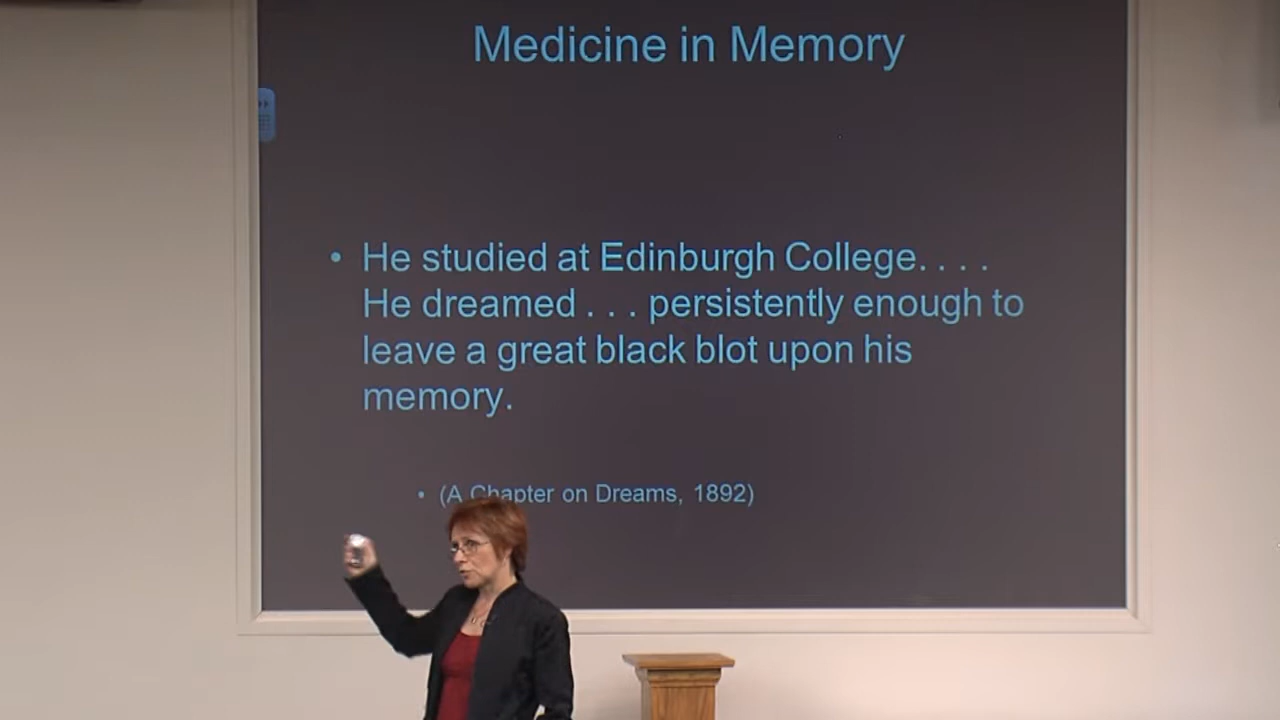 Medicine in Memory
• He studied at Edinburgh College. . . .
He dreamed . . . persistently enough to
leave a great black blot upon his
memory.
• (A Chapter on Dreams, 1892)